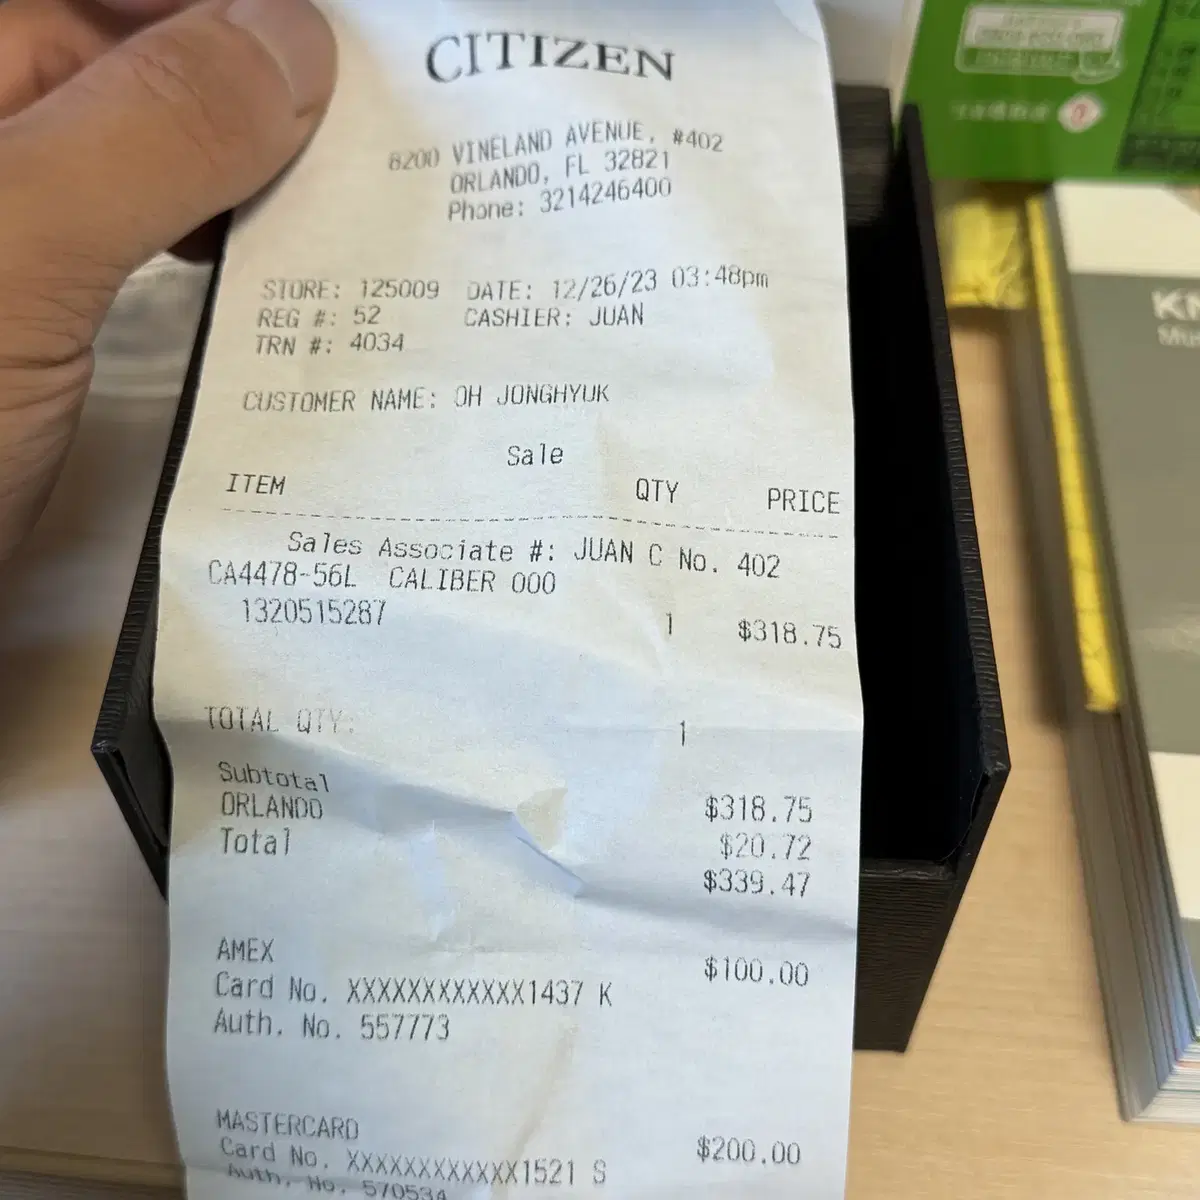 CITIZEN
8200 VINELAND AVENUE, #402
ORLANDO, FL 32821
Phone: 3214246400
STORE: 125009 DATE: 12/26/23 03:48pm
REG #: 52 CASHIER: JUAN
TRN #: 4034
CUSTOMER NAME: OH JONGHYUK
Sale
ITEM QTY PRICE
Sales Associate #: JUAN C No. 402
CA4478-56L CALIBER 000
1320515287 1 $318.75
TOTAL QTY: 1
Subtotal $318.75
ORLANDO $20.72
Total $339.47
AMEX $100.00
Card No. XXXXXXXXXXXX1437 K
Auth. No. 557773
MASTERCARD $200.00
Card No. XXXXXXXXXXXX1521 S
Auth. No. 570534